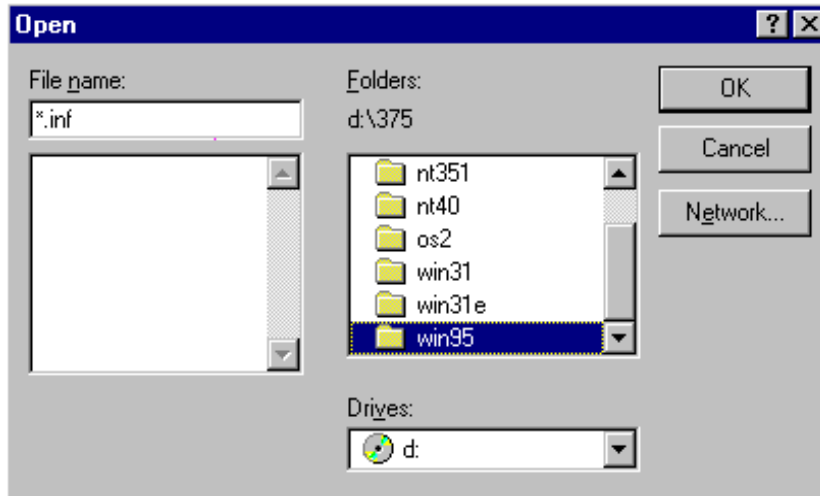 Open
File name:
*.inf
Folders:
d:\375
nt351
nt40
os2
win31
win31e
win95
Drives:
d:
OK
Cancel
Network...